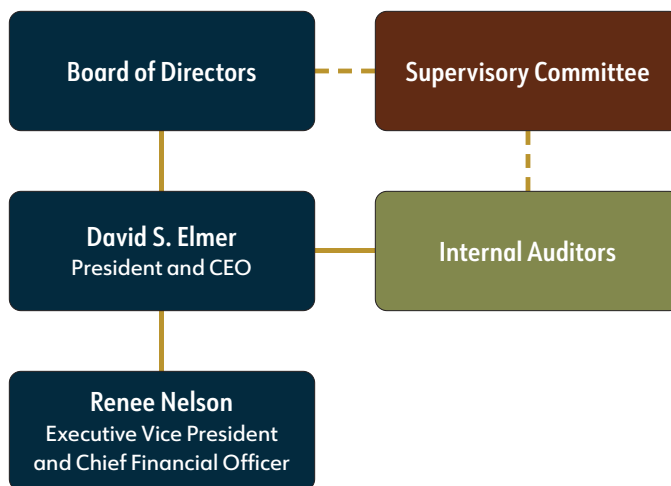 Board of Directors
Supervisory Committee
David S. Elmer
President and CEO
Internal Auditors
Renee Nelson
Executive Vice President
and Chief Financial Officer